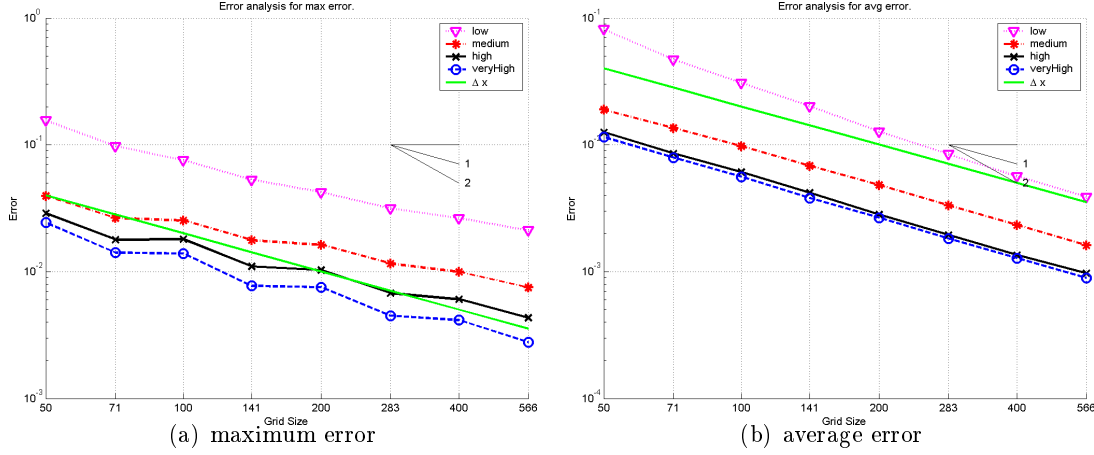 Error analysis for max error.
10^0
10^-1
10^-2
10^-3
Error
low
medium
high
veryHigh
Δ x
1
2
50 71 100 141 200 283 400 566
Grid Size
(a) maximum error
Error analysis for avg error.
10^-1
10^-2
10^-3
10^-4
Error
low
medium
high
veryHigh
Δ x
1
2
50 71 100 141 200 283 400 566
Grid Size
(b) average error